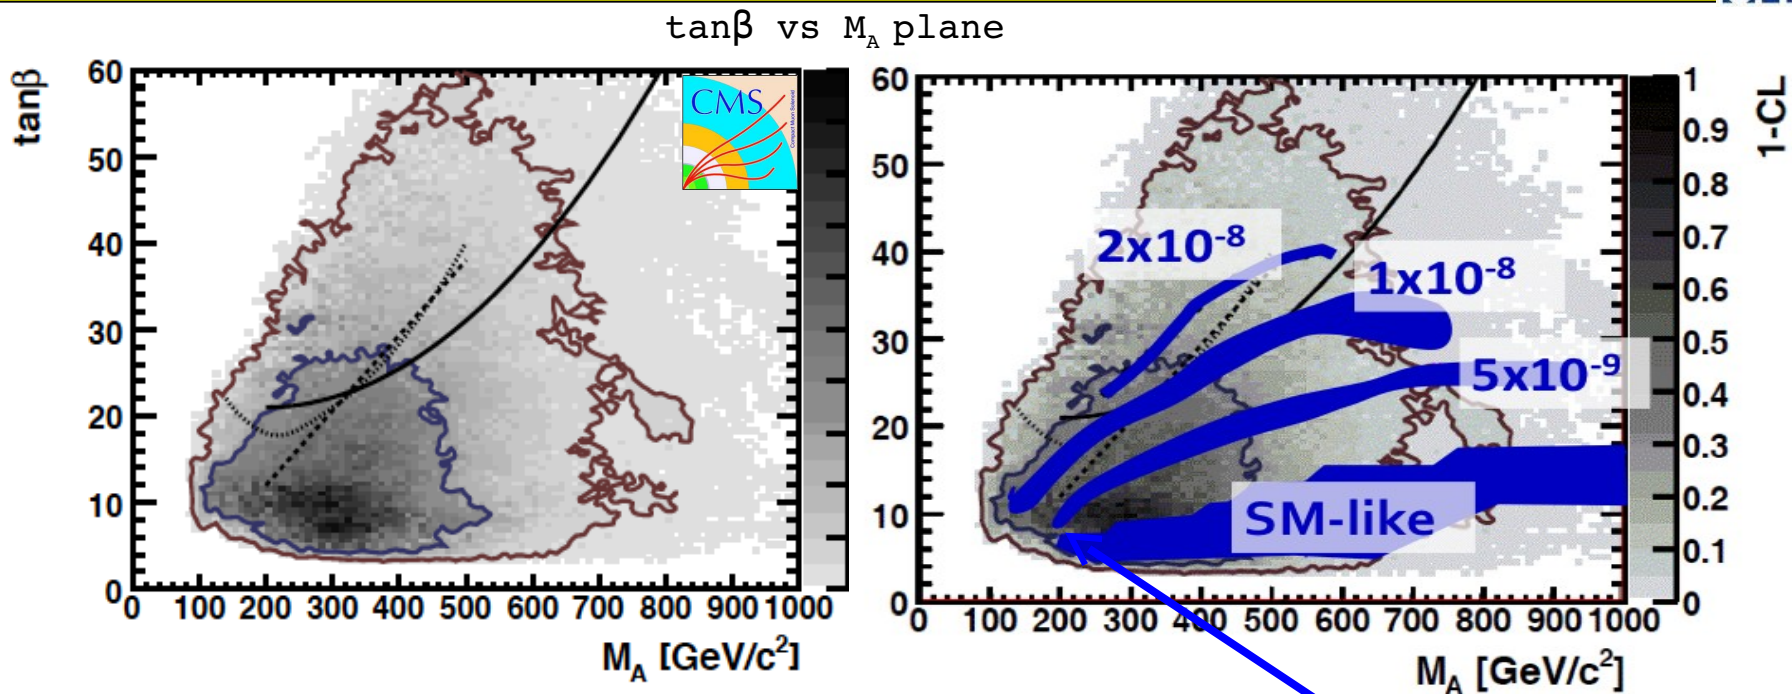 tanβ vs M_A plane
tanβ
60
50
40
30
20
10
0
0 100 200 300 400 500 600 700 800 900 1000
M_A [GeV/c²]
CMS
Compact Muon Solenoid
60
50
40
30
20
10
0
0 100 200 300 400 500 600 700 800 900 1000
M_A [GeV/c²]
2x10⁻⁸
1x10⁻⁸
5x10⁻⁹
SM-like
1
0.9
0.8
0.7
0.6
0.5
0.4
0.3
0.2
0.1
0
1-CL